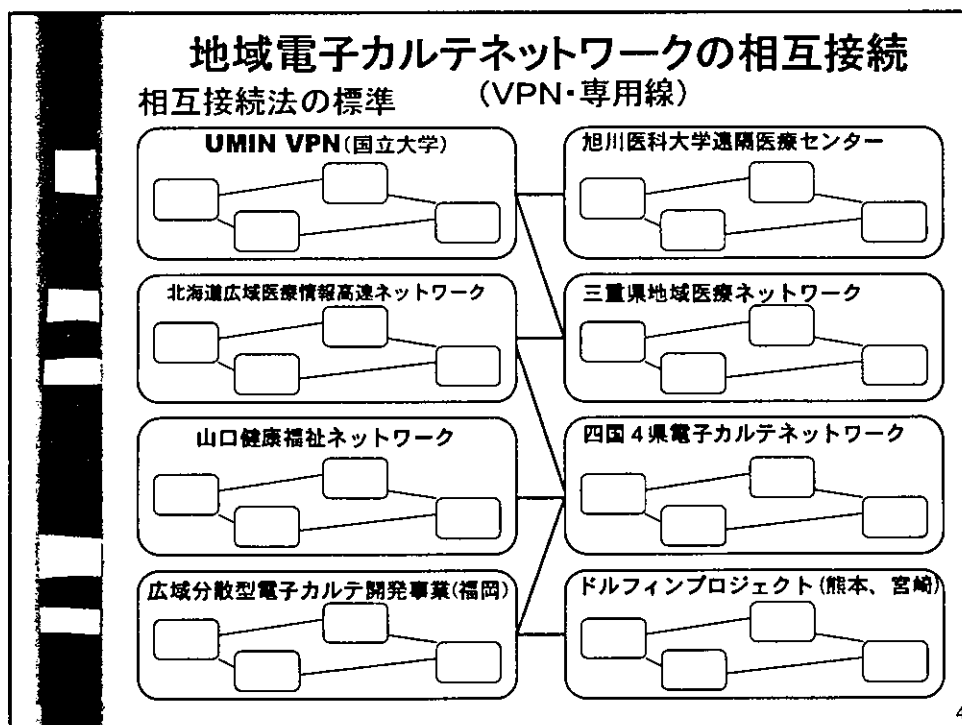 地域電子カルテネットワークの相互接続
相互接続法の標準
(VPN・専用線)
UMIN VPN(国立大学)
旭川医科大学遠隔医療センター
北海道広域医療情報高速ネットワーク
三重県地域医療ネットワーク
山口健康福祉ネットワーク
四国4県電子カルテネットワーク
広域分散型電子カルテ開発事業(福岡)
ドルフィンプロジェクト(熊本、宮崎)
4